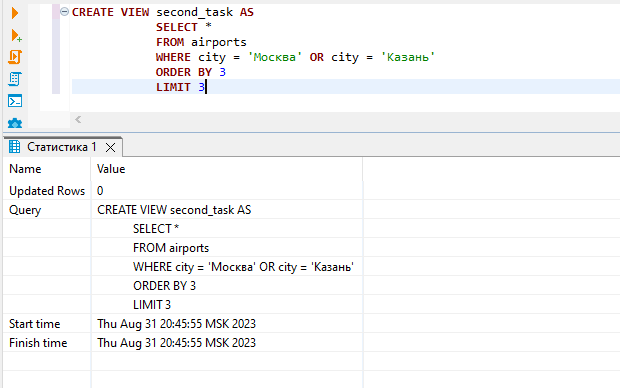 CREATE VIEW second_task AS
SELECT *
FROM airports
WHERE city = 'Москва' OR city = 'Казань'
ORDER BY 3
LIMIT 3
Статистика 1
Name Value
Updated Rows 0
Query CREATE VIEW second_task AS
SELECT *
FROM airports
WHERE city = 'Москва' OR city = 'Казань'
ORDER BY 3
LIMIT 3
Start time Thu Aug 31 20:45:55 MSK 2023
Finish time Thu Aug 31 20:45:55 MSK 2023